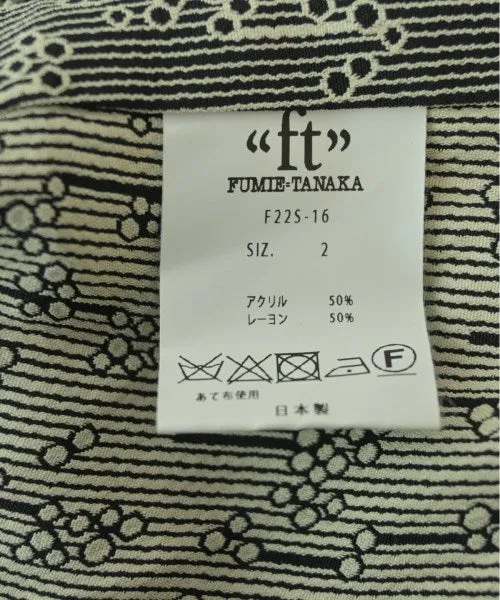 “ft”
FUMIE=TANAKA
F22S-16
SIZ. 2
アクリル 50%
レーヨン 50%
F
あて布使用
日本製